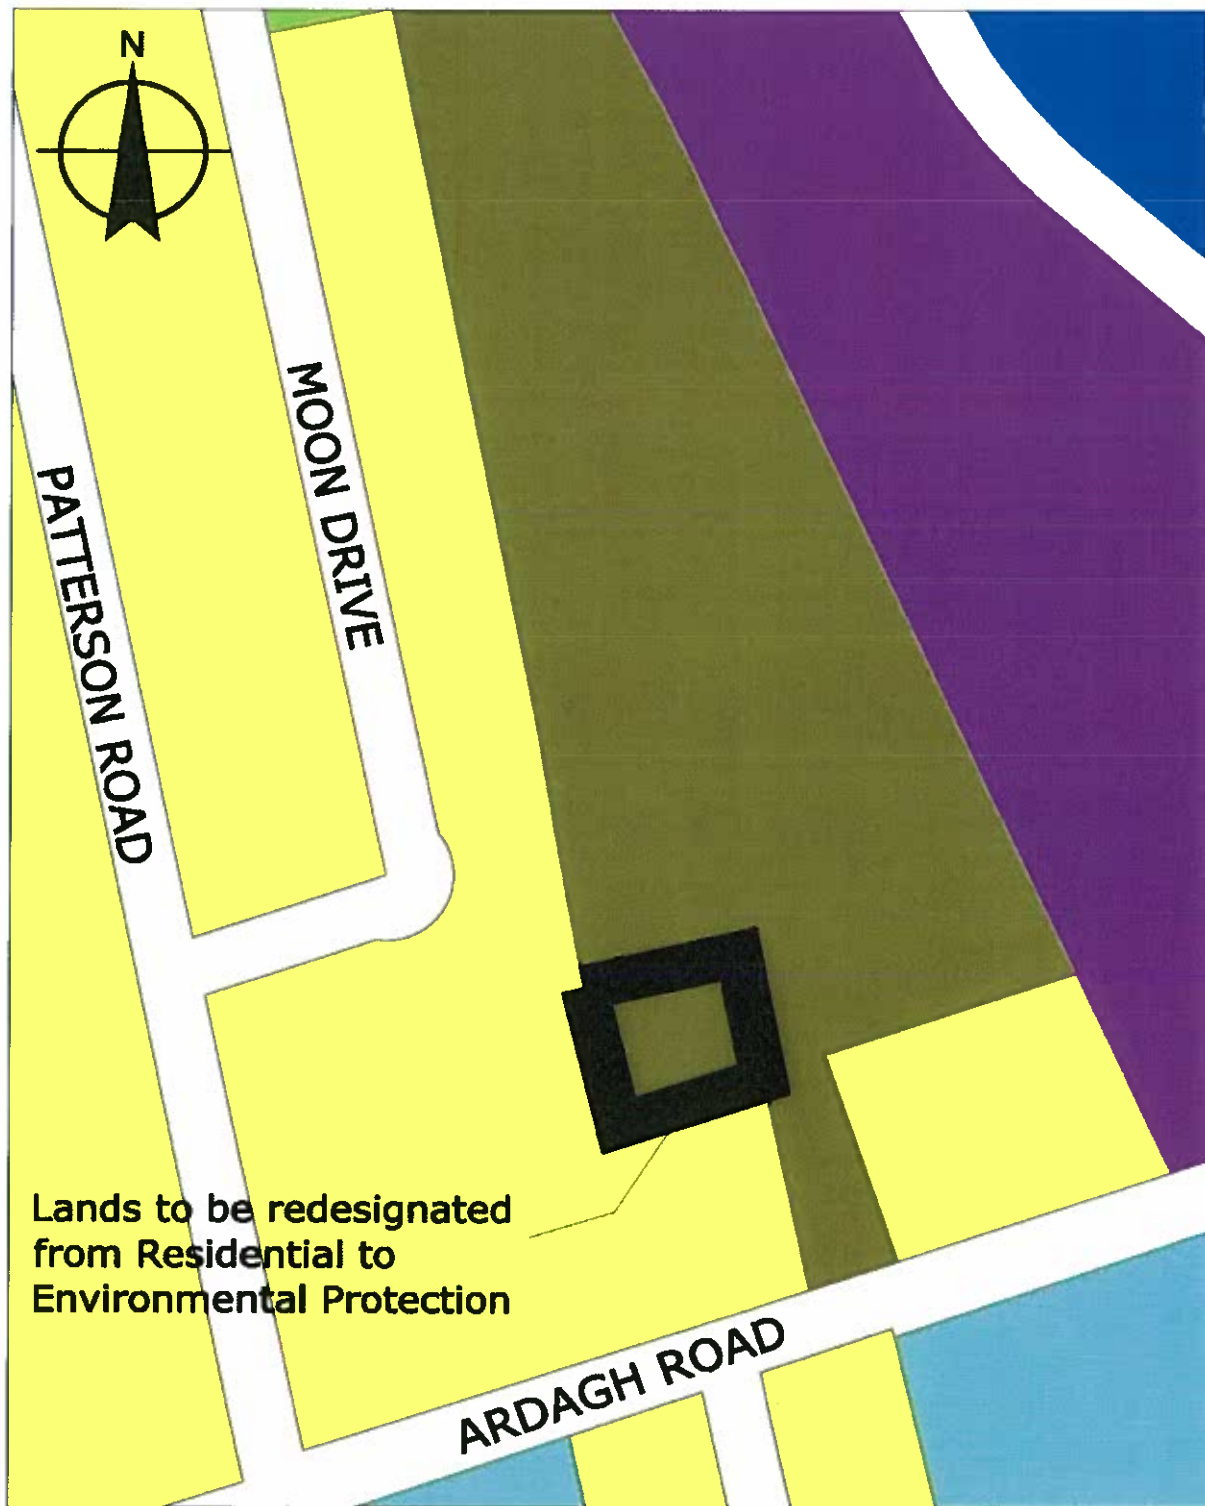 N
MOON DRIVE
PATTERSON ROAD
Lands to be redesignated
from Residential to
Environmental Protection
ARDAGH ROAD